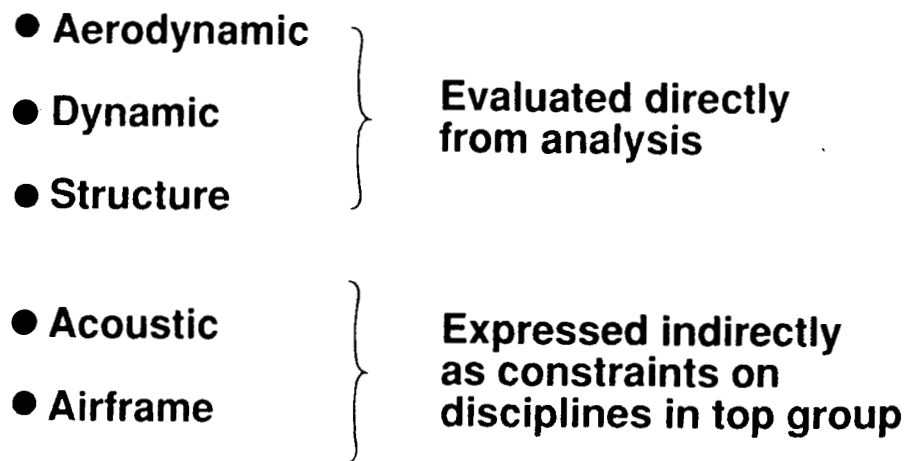 ● Aerodynamic
● Dynamic
● Structure
Evaluated directly
from analysis
● Acoustic
● Airframe
Expressed indirectly
as constraints on
disciplines in top group